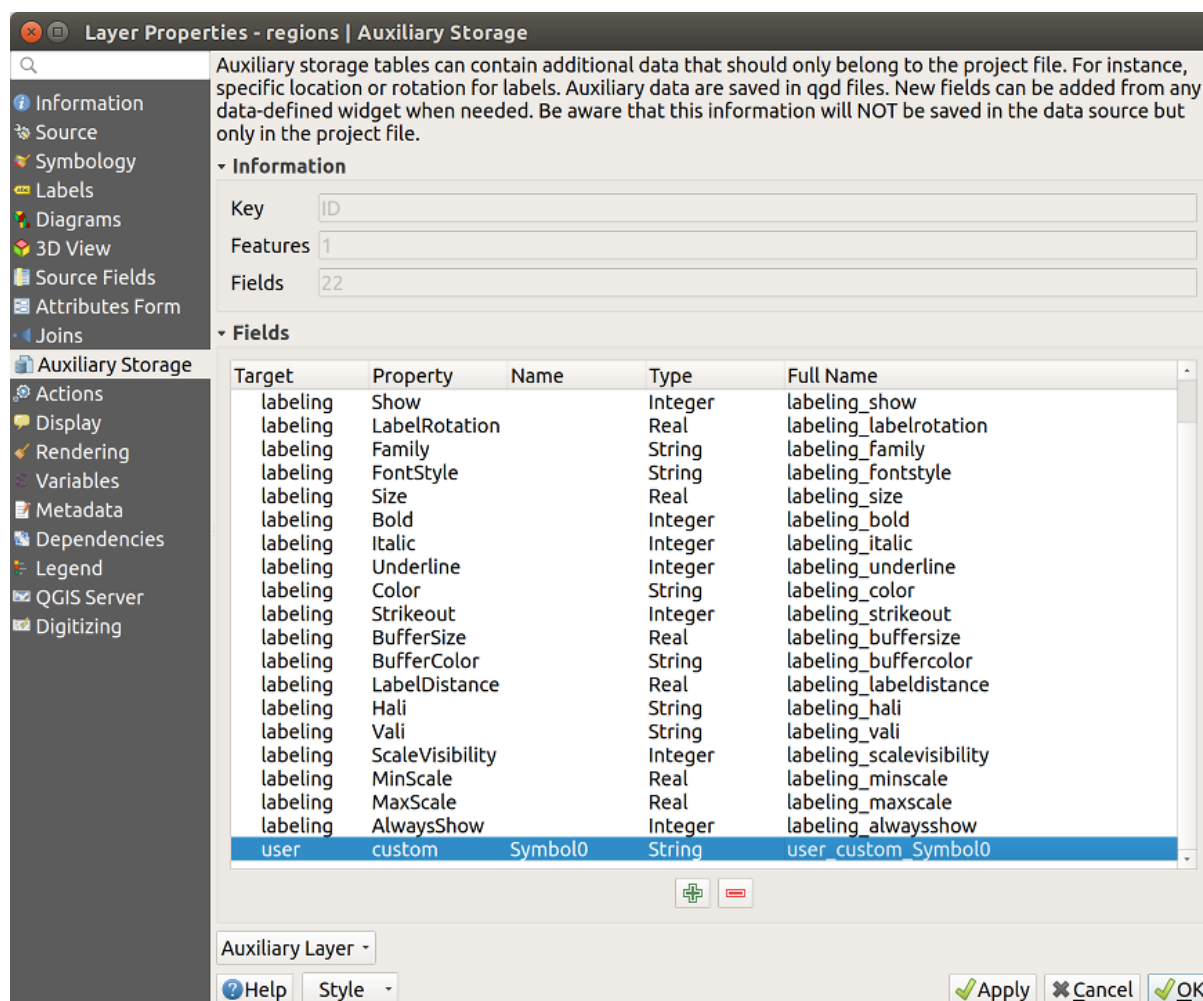 Layer Properties - regions | Auxiliary Storage
Information
Source
Symbology
Labels
Diagrams
3D View
Source Fields
Attributes Form
Joins
Auxiliary Storage
Actions
Display
Rendering
Variables
Metadata
Dependencies
Legend
QGIS Server
Digitizing
Auxiliary storage tables can contain additional data that should only belong to the project file. For instance,
specific location or rotation for labels. Auxiliary data are saved in qgd files. New fields can be added from any
data-defined widget when needed. Be aware that this information will NOT be saved in the data source but
only in the project file.
Information
Key ID
Features 1
Fields 22
Fields
Target Property Name Type Full Name
labeling Show Integer labeling_show
labeling LabelRotation Real labeling_labelrotation
labeling Family String labeling_family
labeling FontStyle String labeling_fontstyle
labeling Size Real labeling_size
labeling Bold Integer labeling_bold
labeling Italic Integer labeling_italic
labeling Underline Integer labeling_underline
labeling Color String labeling_color
labeling Strikeout Integer labeling_strikeout
labeling BufferSize Real labeling_buffersize
labeling BufferColor String labeling_buffercolor
labeling LabelDistance Real labeling_labeldistance
labeling Hali String labeling_hali
labeling Vali String labeling_vali
labeling ScaleVisibility Integer labeling_scalevisibility
labeling MinScale Real labeling_minscale
labeling MaxScale Real labeling_maxscale
labeling AlwaysShow Integer labeling_alwaysshow
user custom Symbol0 String user_custom_Symbol0
Auxiliary Layer
Help Style Apply Cancel OK